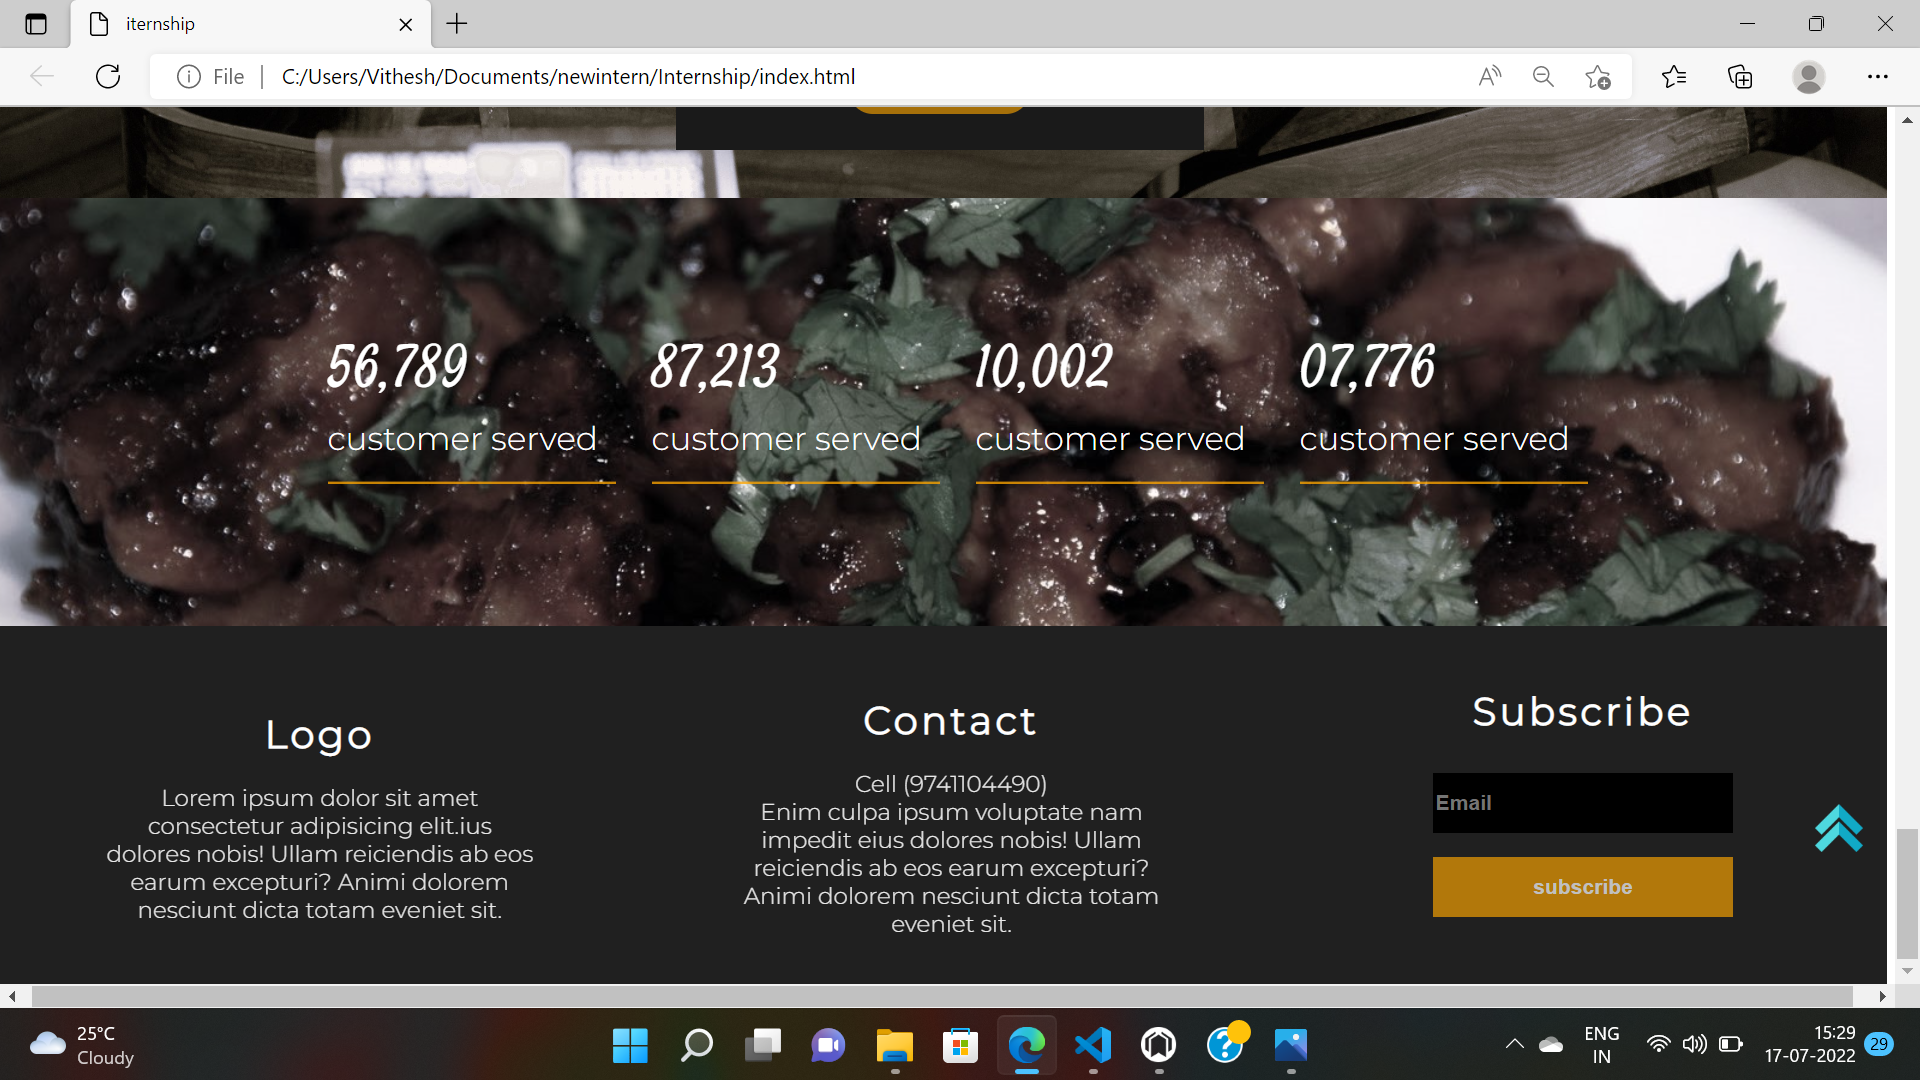 iternship
File
C:/Users/Vithesh/Documents/newintern/Internship/index.html
56,789
customer served
87,213
customer served
10,002
customer served
07,776
customer served
Logo
Lorem ipsum dolor sit amet
consectetur adipisicing elit.ius
dolores nobis! Ullam reiciendis ab eos
earum excepturi? Animi dolorem
nesciunt dicta totam eveniet sit.
Contact
Cell (9741104490)
Enim culpa ipsum voluptate nam
impedit eius dolores nobis! Ullam
reiciendis ab eos earum excepturi?
Animi dolorem nesciunt dicta totam
eveniet sit.
Subscribe
Email
subscribe
25°C
Cloudy
ENG
IN
15:29
17-07-2022
29